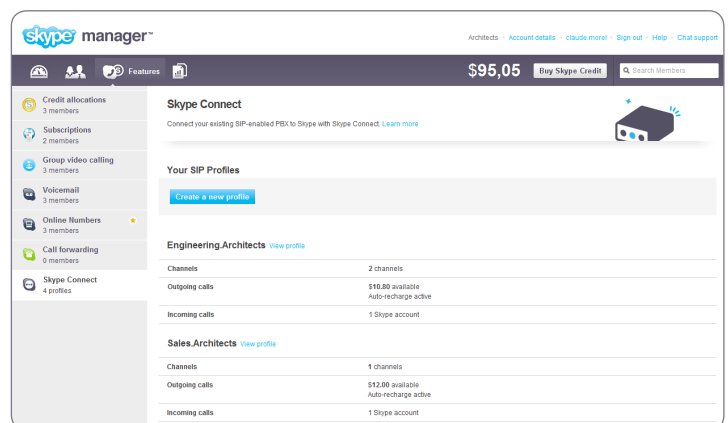 skype manager™
Architects - Account details - claude.morel - Sign out - Help - Chat support
Features
$95,05
Buy Skype Credit
Search Members
Credit allocations
3 members
Subscriptions
2 members
Group video calling
3 members
Voicemail
3 members
Online Numbers
3 members
Call forwarding
0 members
Skype Connect
4 profiles
Skype Connect
Connect your existing SIP-enabled PBX to Skype with Skype Connect. Learn more
Your SIP Profiles
Create a new profile
Engineering.Architects View profile
Channels 2 channels
Outgoing calls $10.80 available
Auto-recharge active
Incoming calls 1 Skype account
Sales.Architects View profile
Channels 1 channels
Outgoing calls $12.00 available
Auto-recharge active
Incoming calls 1 Skype account